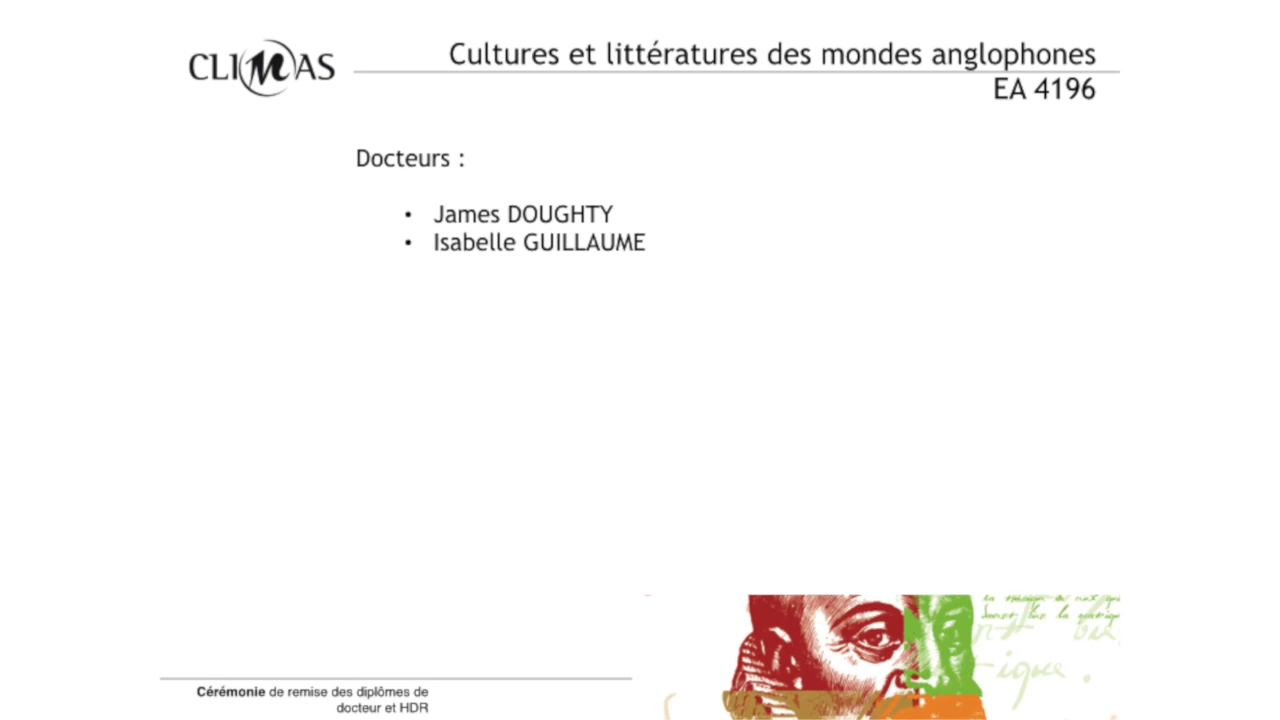 CLIMAS
Cultures et littératures des mondes anglophones
EA 4196
Docteurs :
• James DOUGHTY
• Isabelle GUILLAUME
Cérémonie de remise des diplômes de
docteur et HDR